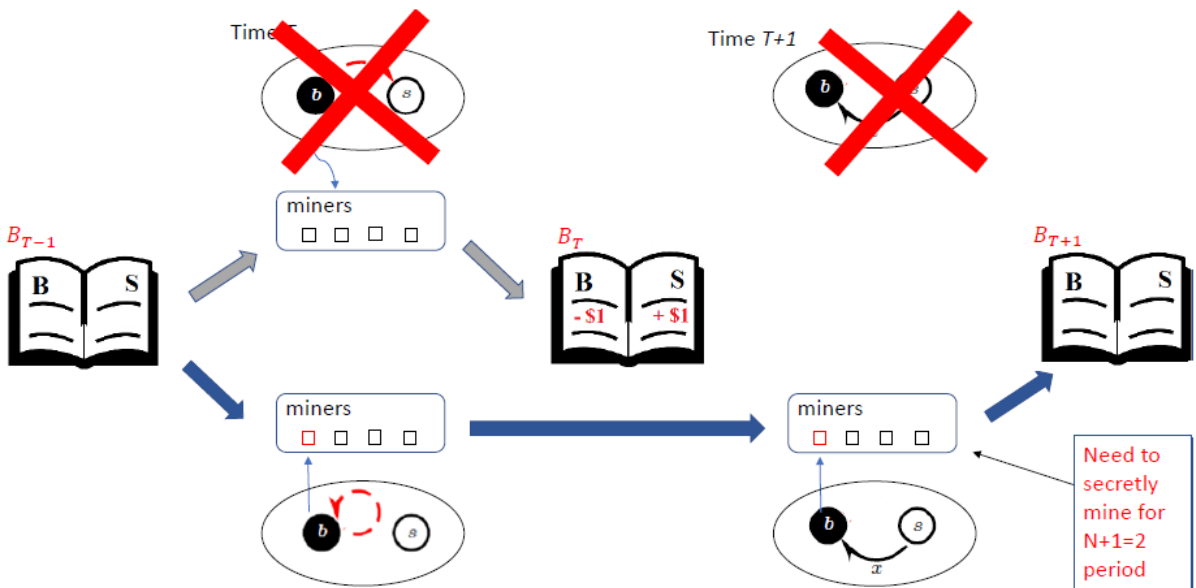 Time
Time T+1
b
s
b
miners
miners
B_{T-1}
B S
B_T
B S
- $1 + $1
B_{T+1}
B S
miners
miners
b
s
b
s
x
Need to
secretly
mine for
N+1=2
period